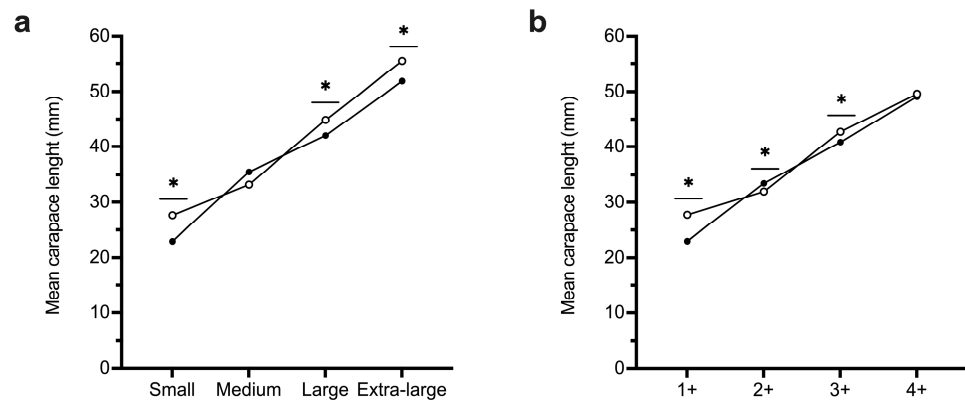 a
b
60
50
40
30
20
10
0
Mean carapace lenght (mm)
* * * *
Small Medium Large Extra-large
60
50
40
30
20
10
0
Mean carapace lenght (mm)
* * *
1+ 2+ 3+ 4+